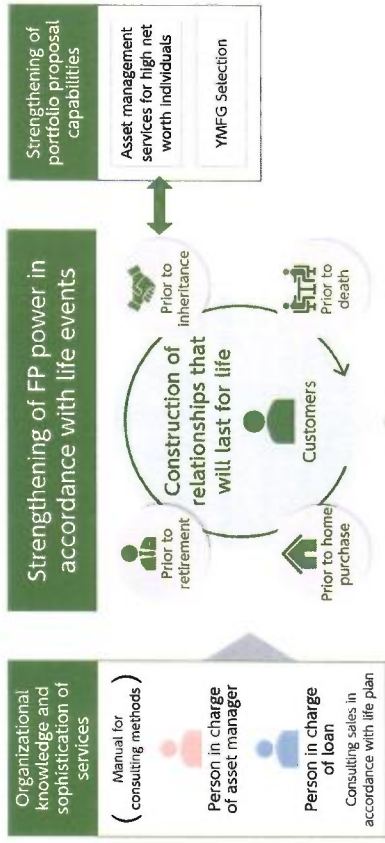 Organizational
knowledge and
sophistication of
services
(Manual for
consulting methods)
Person in charge
of asset manager
Person in charge
of loan
Consulting sales in
accordance with life plan
Strengthening of FP power in
accordance with life events
Prior to
retirement
Prior to
inheritance
Construction of
relationships that
will last for life
Customers
Prior to home
purchase
Prior to
death
Strengthening of
portfolio proposal
capabilities
Asset management
services for high net
worth individuals
YMFG Selection